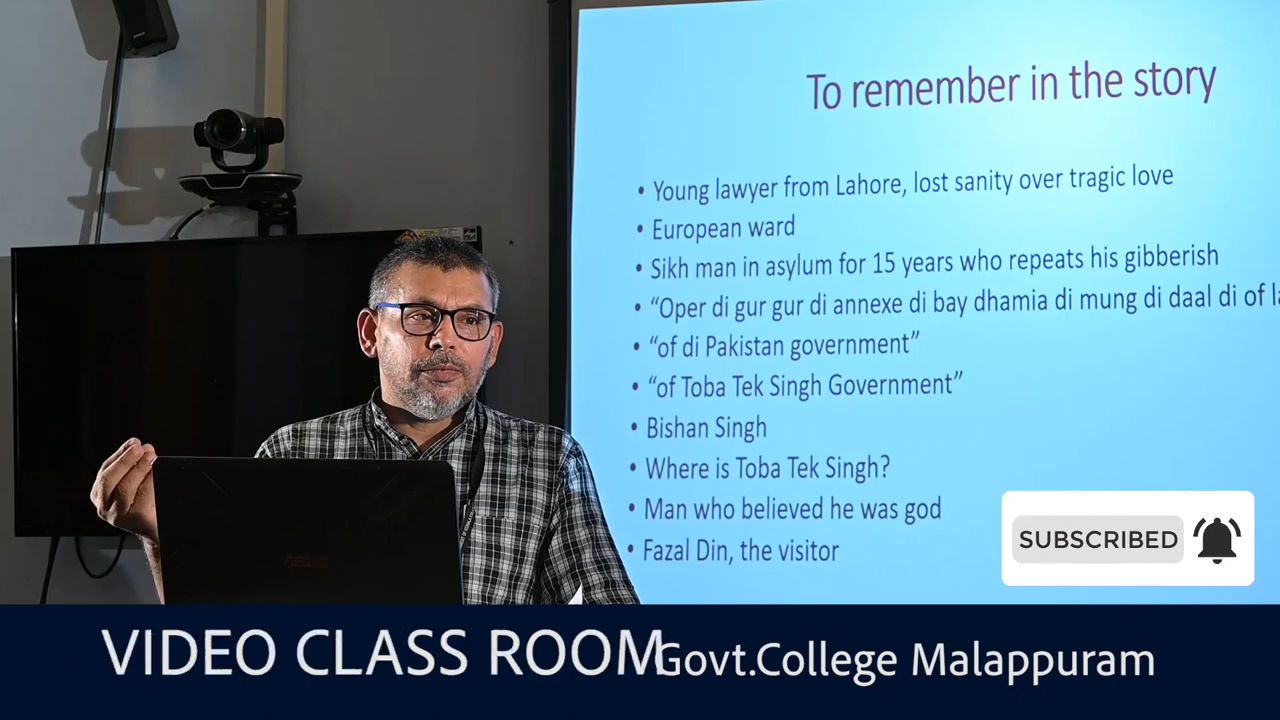 To remember in the story
• Young lawyer from Lahore, lost sanity over tragic love
• European ward
• Sikh man in asylum for 15 years who repeats his gibberish
• “Oper di gur gur di annexe di bay dhamia di mung di daal di of
• “of di Pakistan government”
• “of Toba Tek Singh Government”
• Bishan Singh
• Where is Toba Tek Singh?
• Man who believed he was god
• Fazal Din, the visitor
SUBSCRIBED
VIDEO CLASS ROOM Govt.College Malappuram